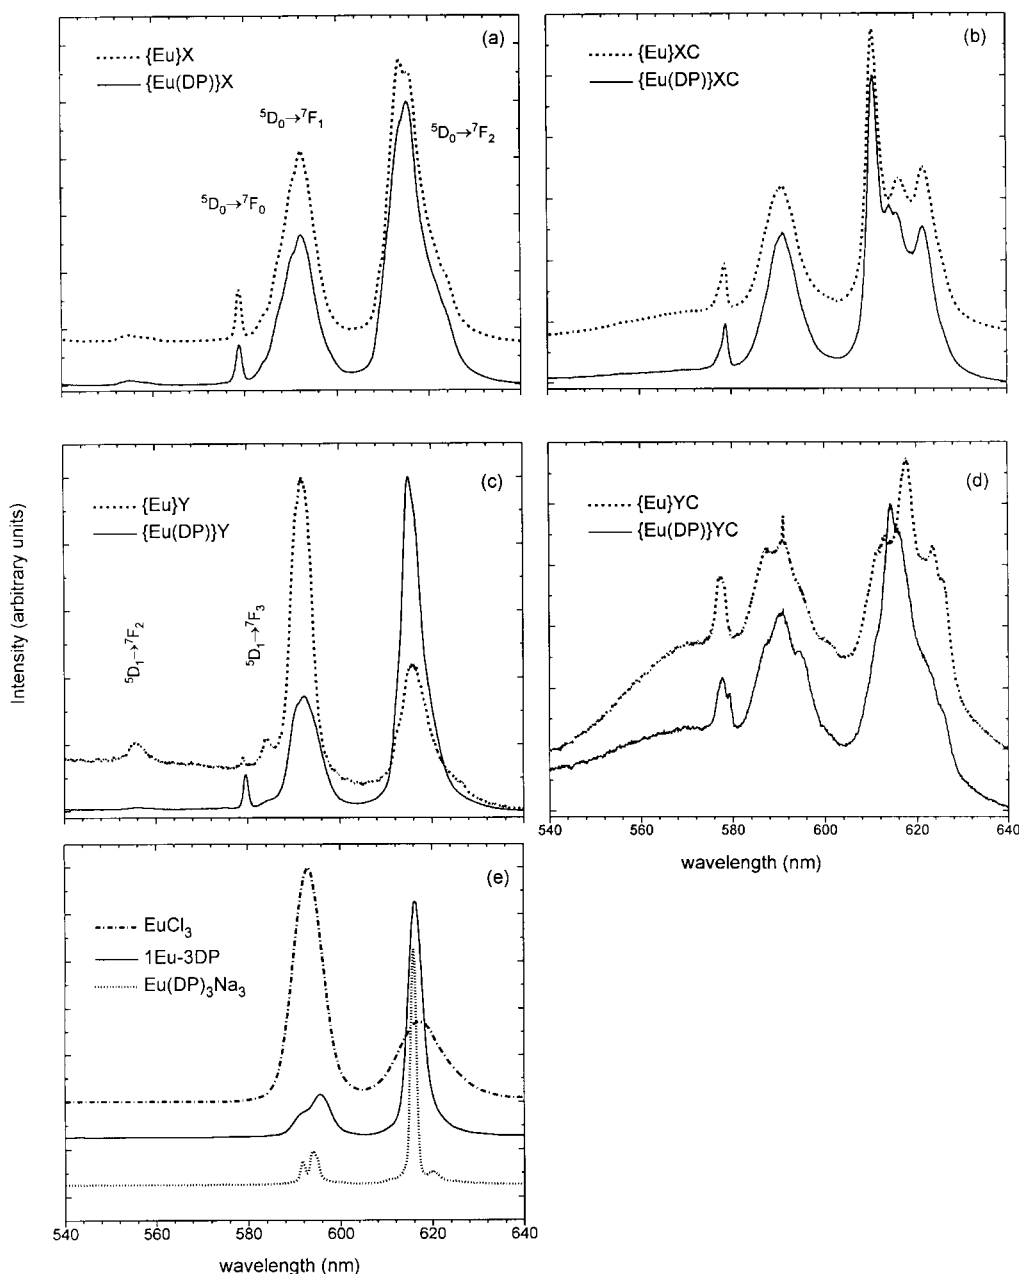 (a)
{Eu}X
{Eu(DP)}X
⁵D₀→⁷F₁
⁵D₀→⁷F₂
⁵D₀→⁷F₀
(b)
{Eu}XC
{Eu(DP)}XC
Intensity (arbitrary units)
(c)
{Eu}Y
{Eu(DP)}Y
⁵D₁→⁷F₂
⁵D₁→⁷F₃
(d)
{Eu}YC
{Eu(DP)}YC
540 580 600 620 640
wavelength (nm)
(e)
EuCl₃
1Eu-3DP
Eu(DP)₃Na₃
540 560 580 600 620 640
wavelength (nm)